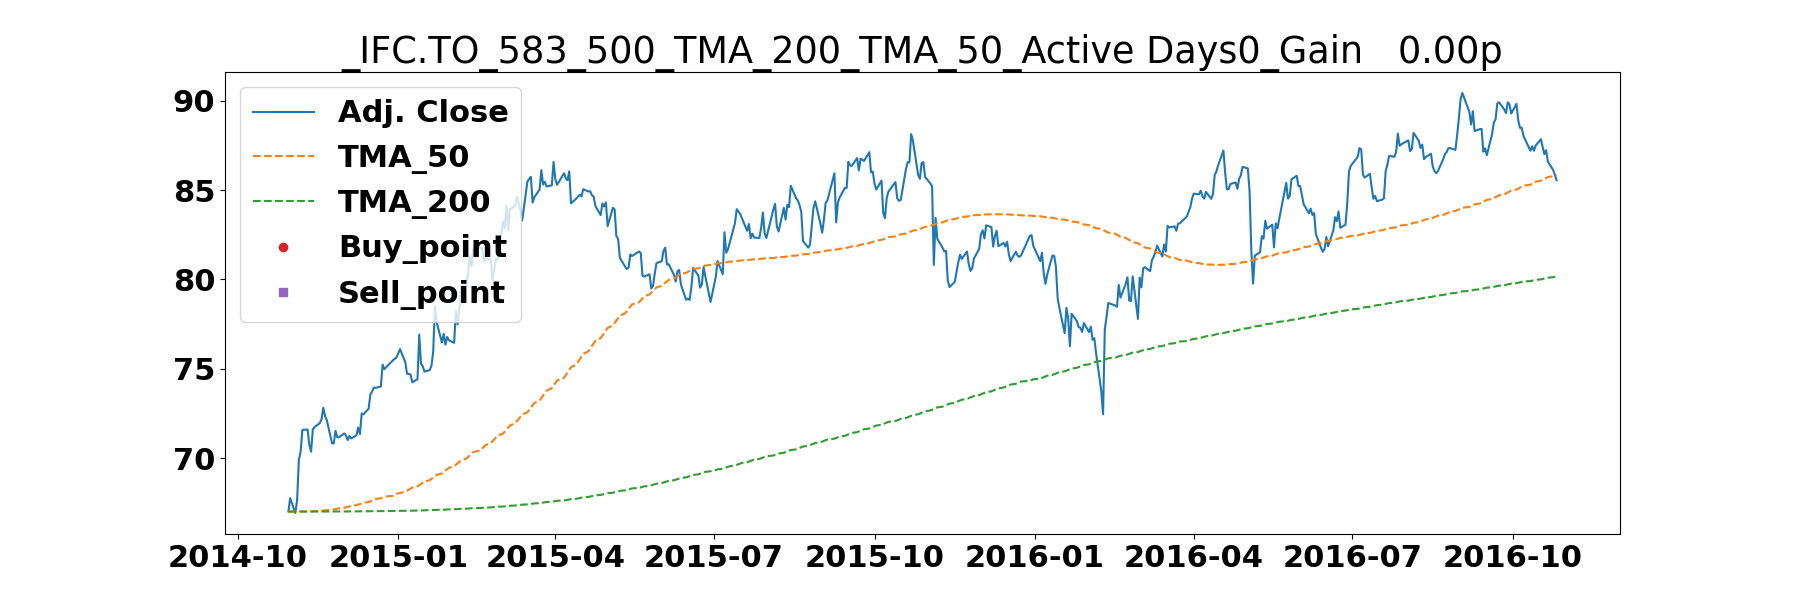 _IFC.TO_583_500_TMA_200_TMA_50_Active Days0_Gain   0.00p
90
85
80
75
70
Adj. Close
TMA_50
TMA_200
Buy_point
Sell_point
2014-10 2015-01 2015-04 2015-07 2015-10 2016-01 2016-04 2016-07 2016-10